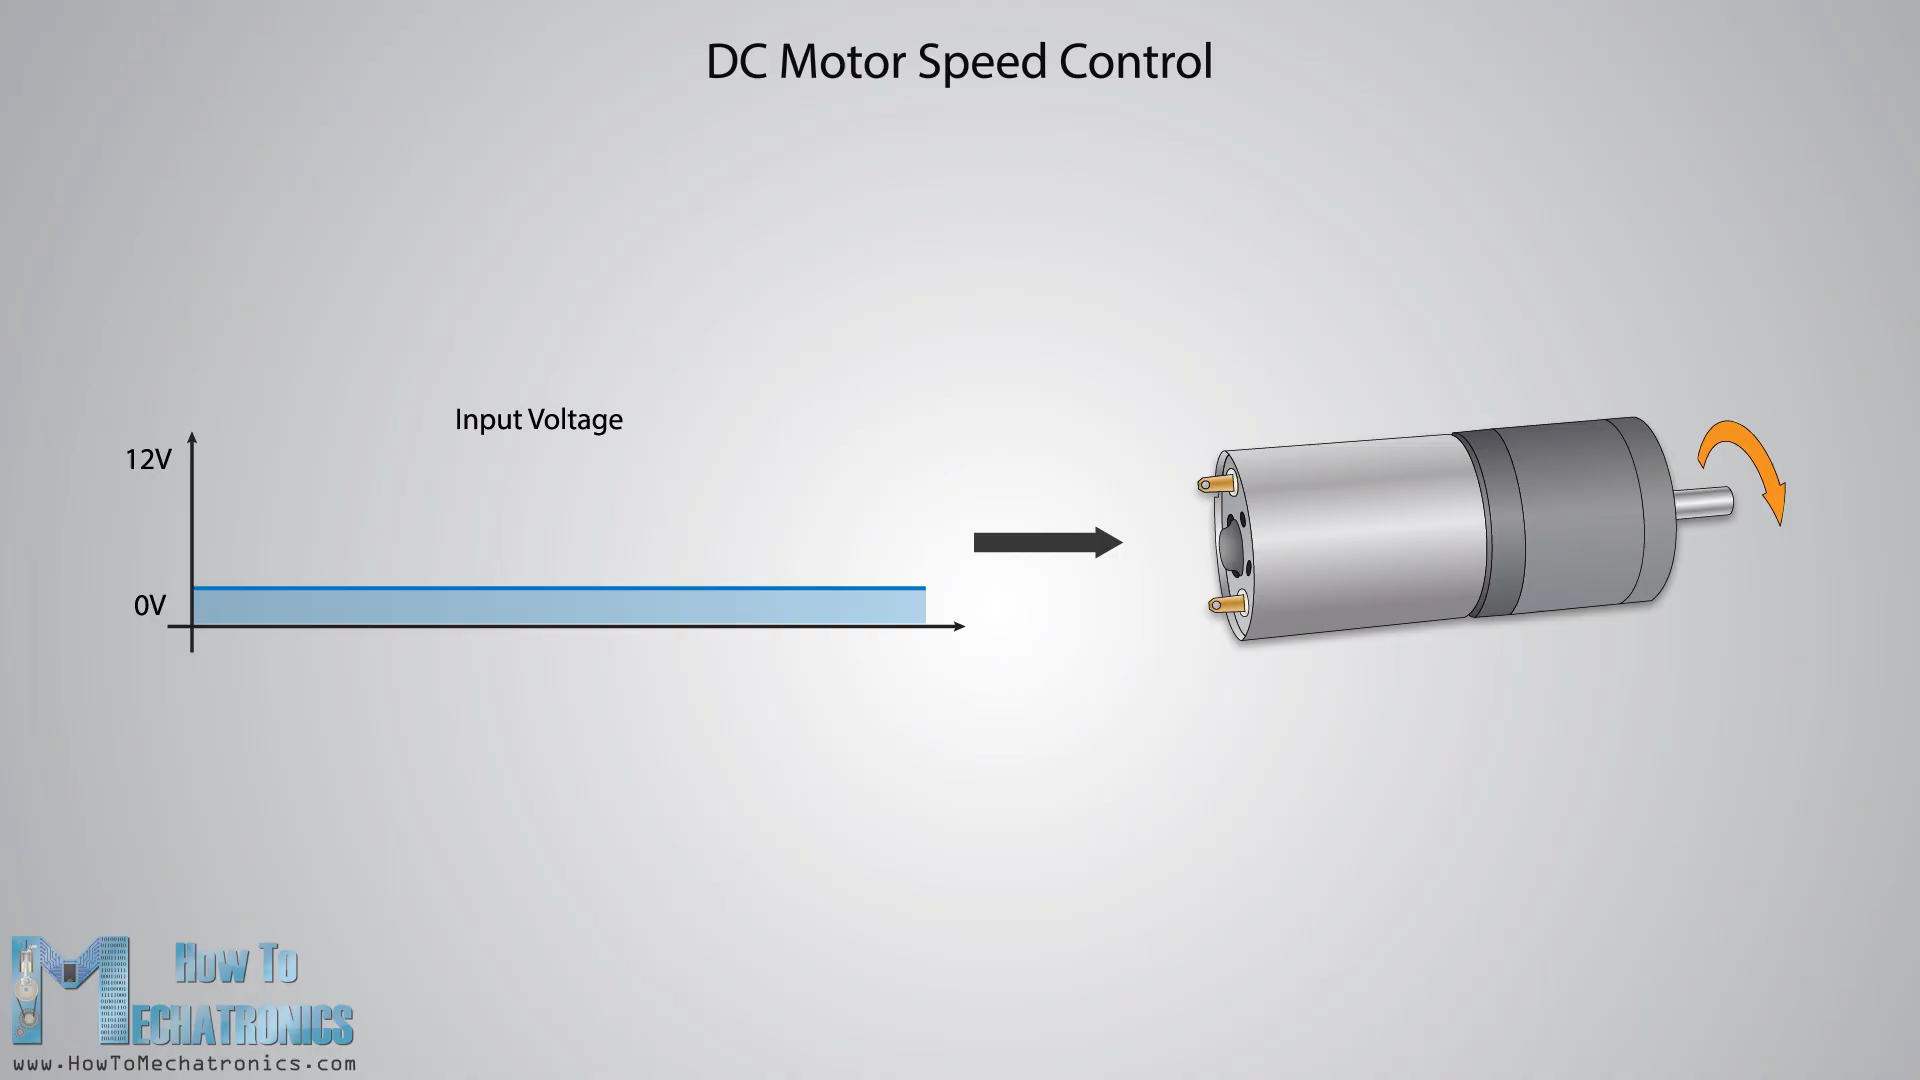 DC Motor Speed Control
Input Voltage
12V
0V
How To
MECHATRONICS
www.HowToMechatronics.com